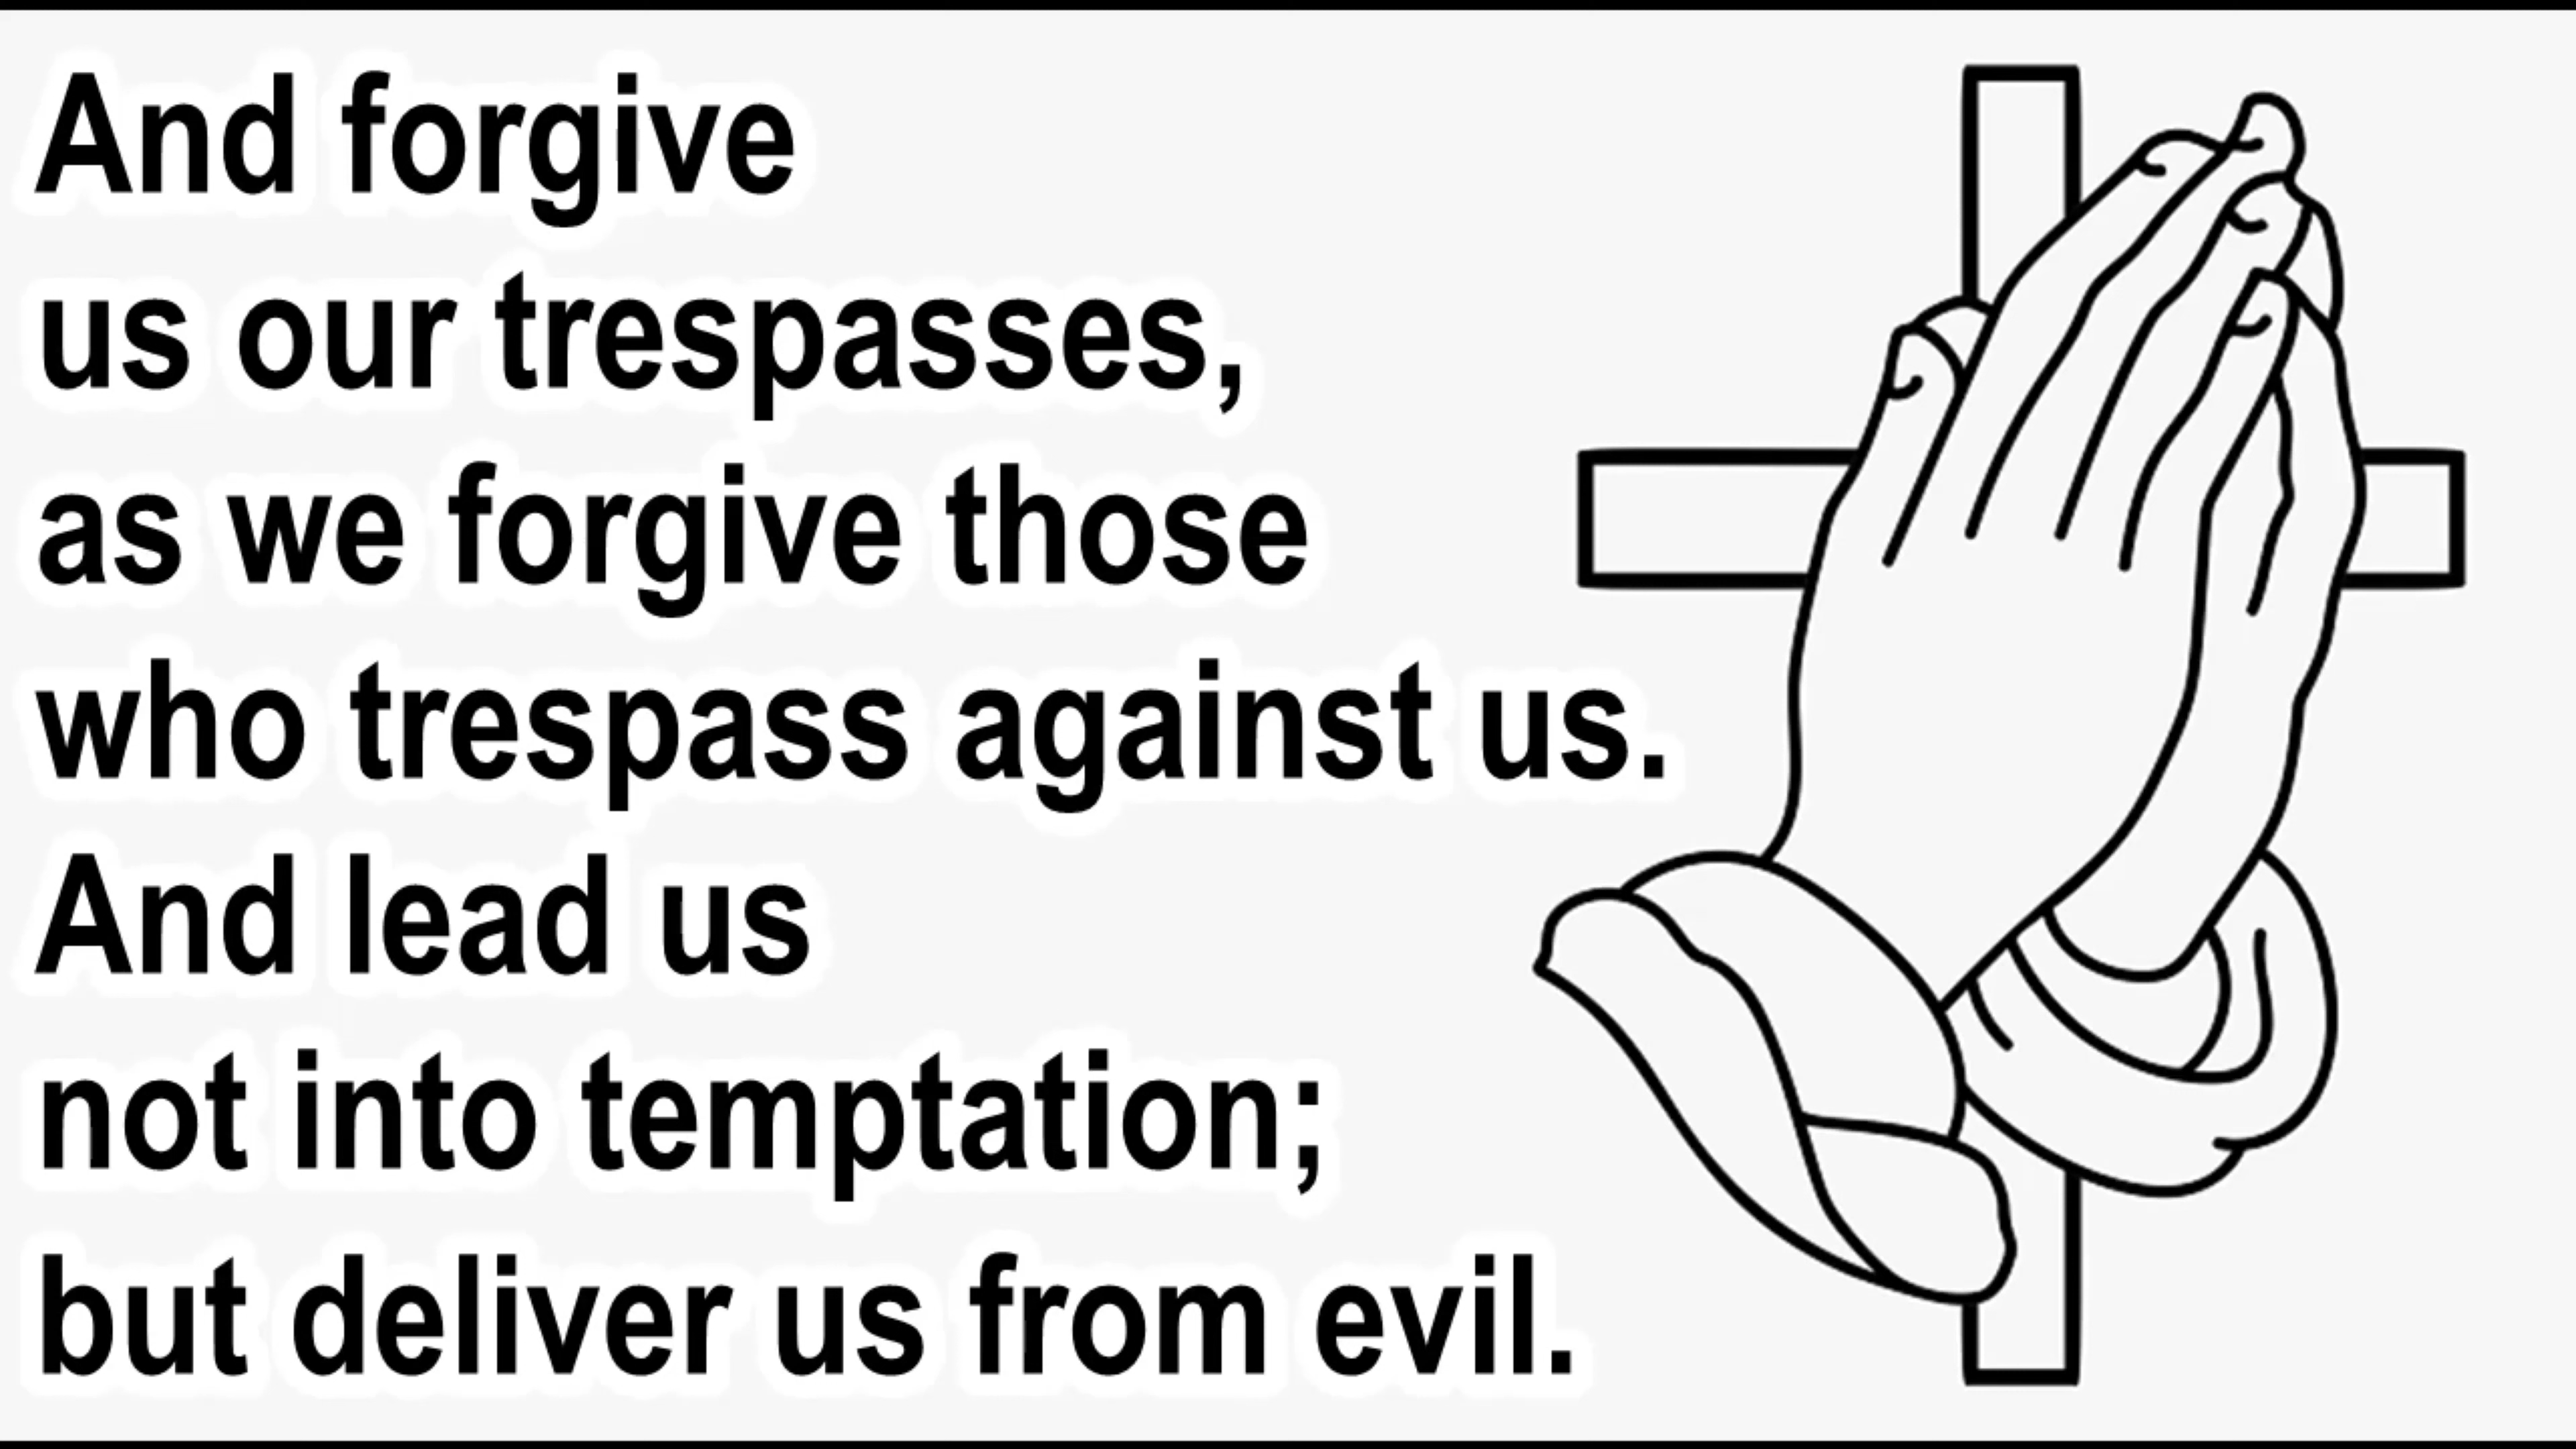 And forgive
us our trespasses,
as we forgive those
who trespass against us.
And lead us
not into temptation;
but deliver us from evil.